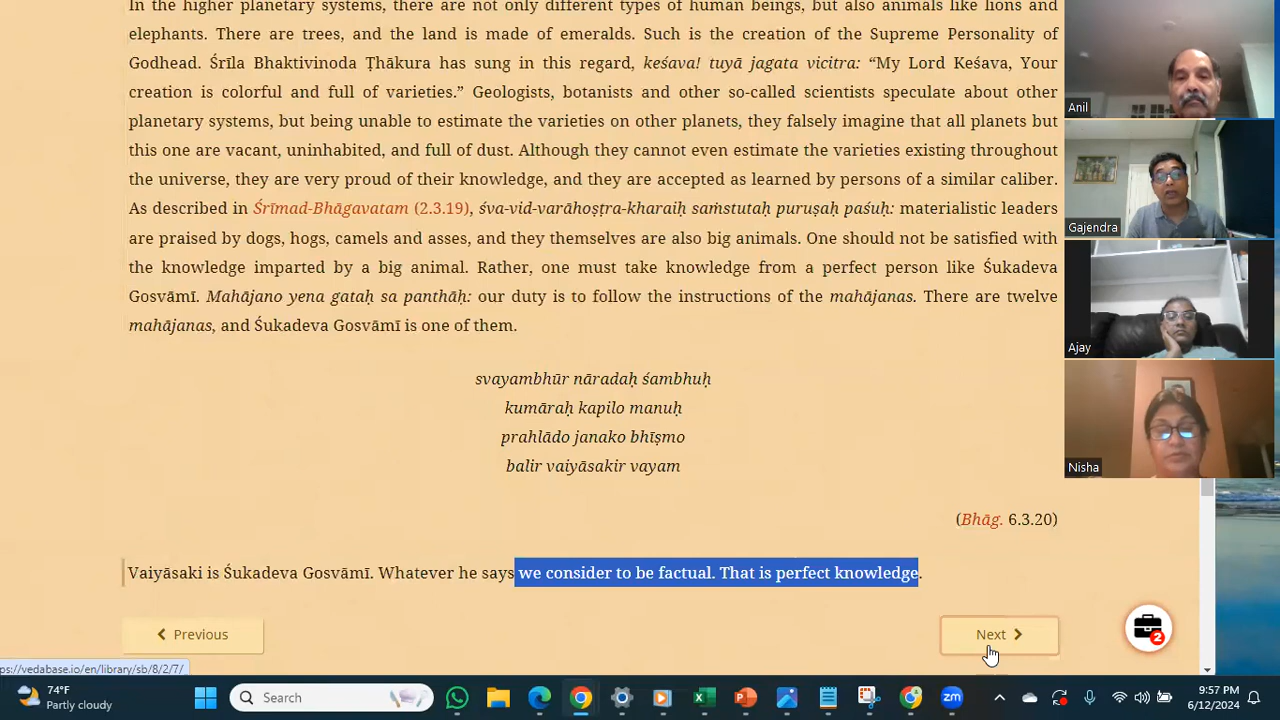 In the higher planetary systems, there are not only different types of human beings, but also animals like lions and
elephants. There are trees, and the land is made of emeralds. Such is the creation of the Supreme Personality of
Godhead. Śrīla Bhaktivinoda Ṭhākura has sung in this regard, keśava! tuyā jagata vicitra: “My Lord Keśava, Your
creation is colorful and full of varieties.” Geologists, botanists and other so-called scientists speculate about other
planetary systems, but being unable to estimate the varieties on other planets, they falsely imagine that all planets but
this one are vacant, uninhabited, and full of dust. Although they cannot even estimate the varieties existing throughout
the universe, they are very proud of their knowledge, and they are accepted as learned by persons of a similar caliber.
As described in Śrīmad-Bhāgavatam (2.3.19), śva-vid-varāhoṣṭra-kharaiḥ saṁstutaḥ puruṣaḥ paśuḥ: materialistic leaders
are praised by dogs, hogs, camels and asses, and they themselves are also big animals. One should not be satisfied with
the knowledge imparted by a big animal. Rather, one must take knowledge from a perfect person like Śukadeva
Gosvāmī. Mahājano yena gataḥ sa panthāḥ: our duty is to follow the instructions of the mahājanas. There are twelve
mahājanas, and Śukadeva Gosvāmī is one of them.
svayambhūr nāradaḥ śambhuḥ
kumāraḥ kapilo manuḥ
prahlādo janako bhīṣmo
balir vaiyāsakir vayam
(Bhāg. 6.3.20)
Vaiyāsaki is Śukadeva Gosvāmī. Whatever he says we consider to be factual. That is perfect knowledge.
Previous
Next
2
ps://vedabase.io/en/library/sb/8/2/7/
Anil
Gajendra
Ajay
Nisha
74°F
Partly cloudy
Search
9:57 PM
6/12/2024